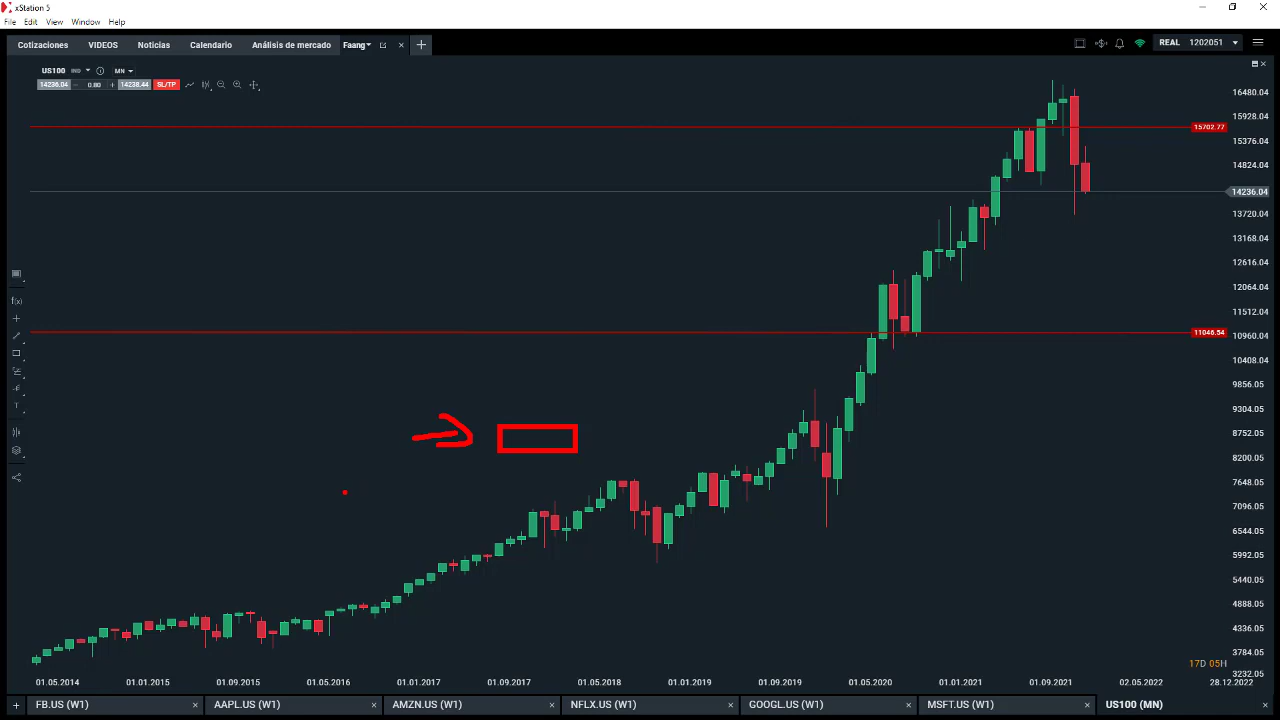 xStation 5
File Edit View Window Help
Cotizaciones VIDEOS Noticias Calendario Análisis de mercado Faang REAL 1202051
US100 IND MN
14236.04 0.80 14238.44 SL/TP
16480.04
15928.04
15702.77
15376.04
14824.04
14236.04
13720.04
13168.04
12616.04
12064.04
11512.04
11046.54
10960.04
10408.04
9856.04
9304.05
8752.05
8200.05
7648.05
7096.05
6544.05
5992.05
5440.05
4888.05
4336.05
3784.05
17D 05H
3232.05
01.05.2014 01.01.2015 01.09.2015 01.05.2016 01.01.2017 01.09.2017 01.05.2018 01.01.2019 01.09.2019 01.05.2020 01.01.2021 01.09.2021 02.05.2022 28.12.2022
FB.US (W1) AAPL.US (W1) AMZN.US (W1) NFLX.US (W1) GOOGL.US (W1) MSFT.US (W1) US100 (MN)
f(x)
T